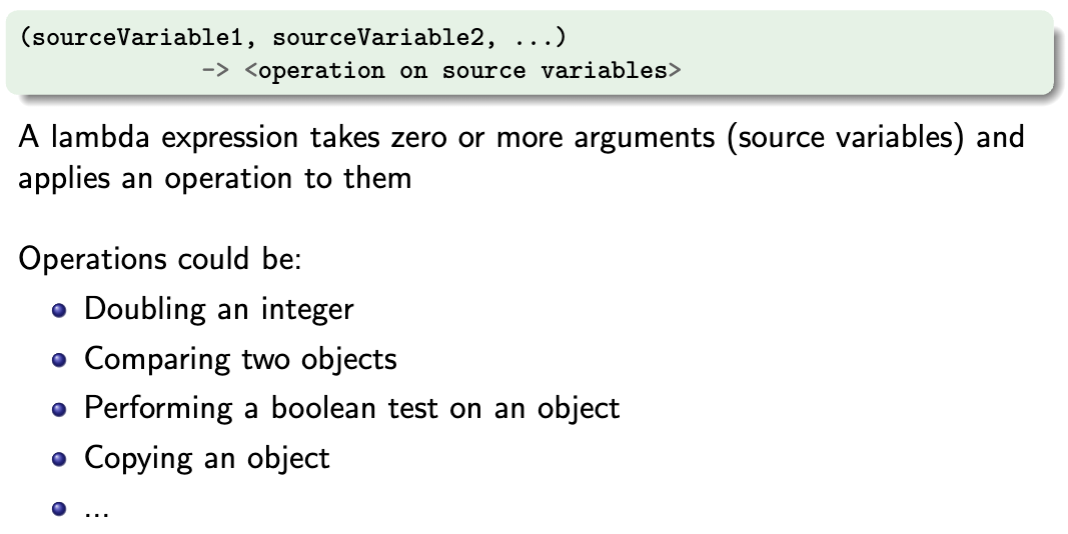 (sourceVariable1, sourceVariable2, ...)
-> <operation on source variables>
A lambda expression takes zero or more arguments (source variables) and
applies an operation to them
Operations could be:
Doubling an integer
Comparing two objects
Performing a boolean test on an object
Copying an object
...